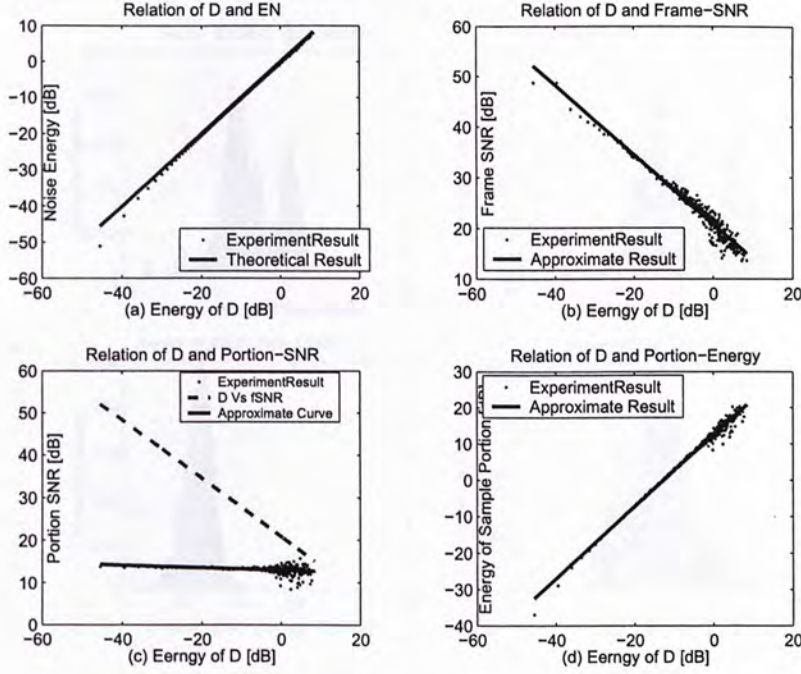 Relation of D and EN
10
0
−10
−20
−30
−40
−50
−60
Noise Energy [dB]
ExperimentResult
Theoretical Result
−60
−40
−20
0
20
(a) Energy of D [dB]
Relation of D and Frame−SNR
60
50
40
30
20
10
Frame SNR [dB]
ExperimentResult
Approximate Result
−60
−40
−20
0
20
(b) Eerngy of D [dB]
Relation of D and Portion−SNR
60
50
40
30
20
10
0
Portion SNR [dB]
ExperimentResult
D Vs fSNR
Approximate Curve
−60
−40
−20
0
20
(c) Eerngy of D [dB]
Relation of D and Portion−Energy
30
20
10
0
−10
−20
−30
−40
Energy of Sample Portion
ExperimentResult
Approximate Result
−60
−40
−20
0
20
(d) Eerngy of D [dB]